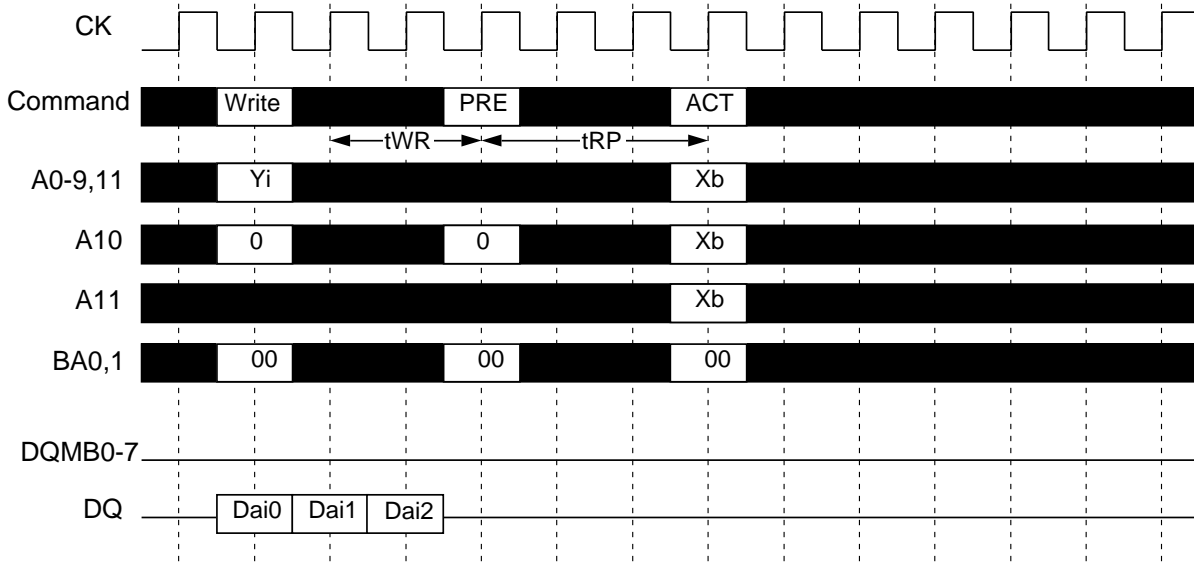 CK
Command Write PRE ACT
tWR tRP
A0-9,11 Yi Xb
A10 0 0 Xb
A11 Xb
BA0,1 00 00 00
DQMB0-7
DQ Dai0 Dai1 Dai2